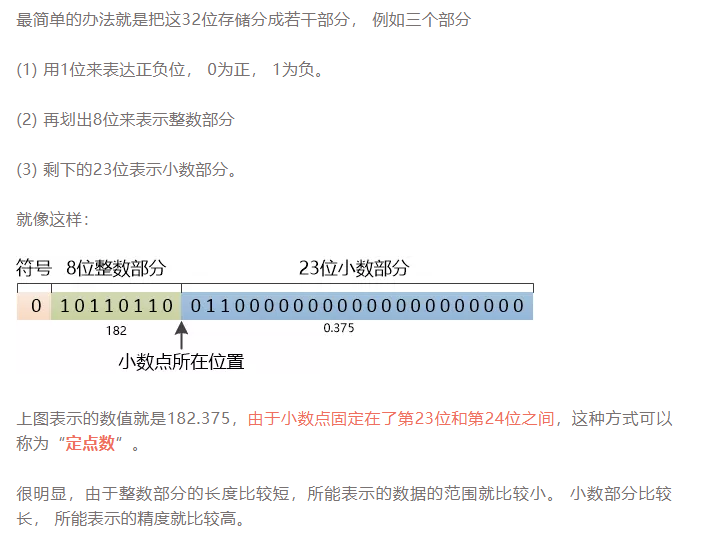 最简单的办法就是把这32位存储分成若干部分， 例如三个部分
(1) 用1位来表达正负位， 0为正， 1为负。
(2) 再划出8位来表示整数部分
(3) 剩下的23位表示小数部分。
就像这样：
符号 8位整数部分 23位小数部分
0 10110110 01100000000000000000000
182 0.375
小数点所在位置
上图表示的数值就是182.375，由于小数点固定在了第23位和第24位之间，这种方式可以
称为“定点数”。
很明显，由于整数部分的长度比较短，所能表示的数据的范围就比较小。 小数部分比较
长， 所能表示的精度就比较高。